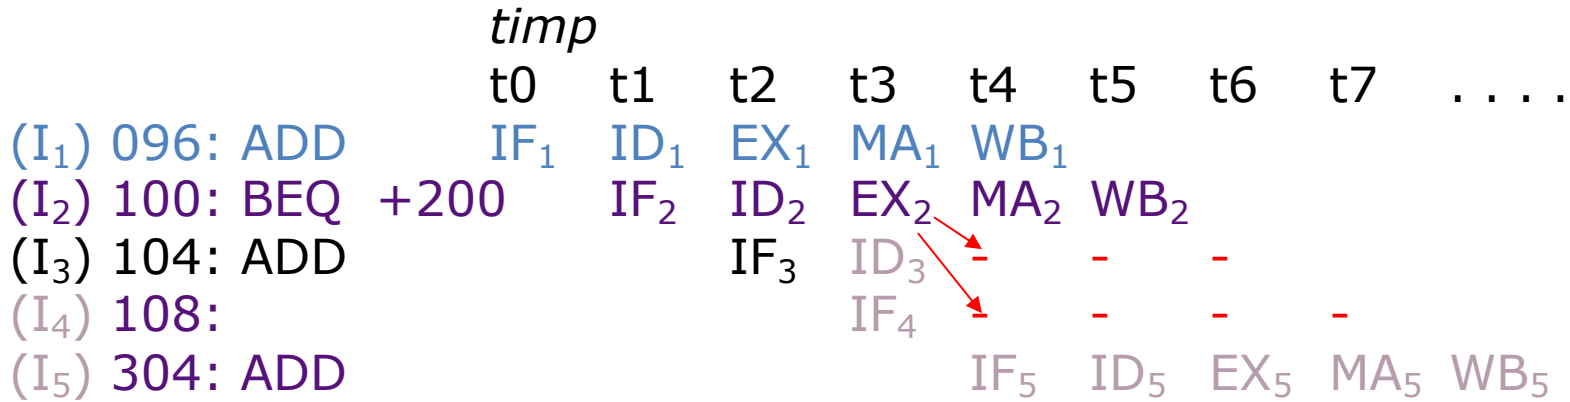 timp
t0 t1 t2 t3 t4 t5 t6 t7 . . . .
(I₁) 096: ADD IF₁ ID₁ EX₁ MA₁ WB₁
(I₂) 100: BEQ +200 IF₂ ID₂ EX₂ MA₂ WB₂
(I₃) 104: ADD IF₃ ID₃ - - -
(I₄) 108: IF₄ - - - -
(I₅) 304: ADD IF₅ ID₅ EX₅ MA₅ WB₅